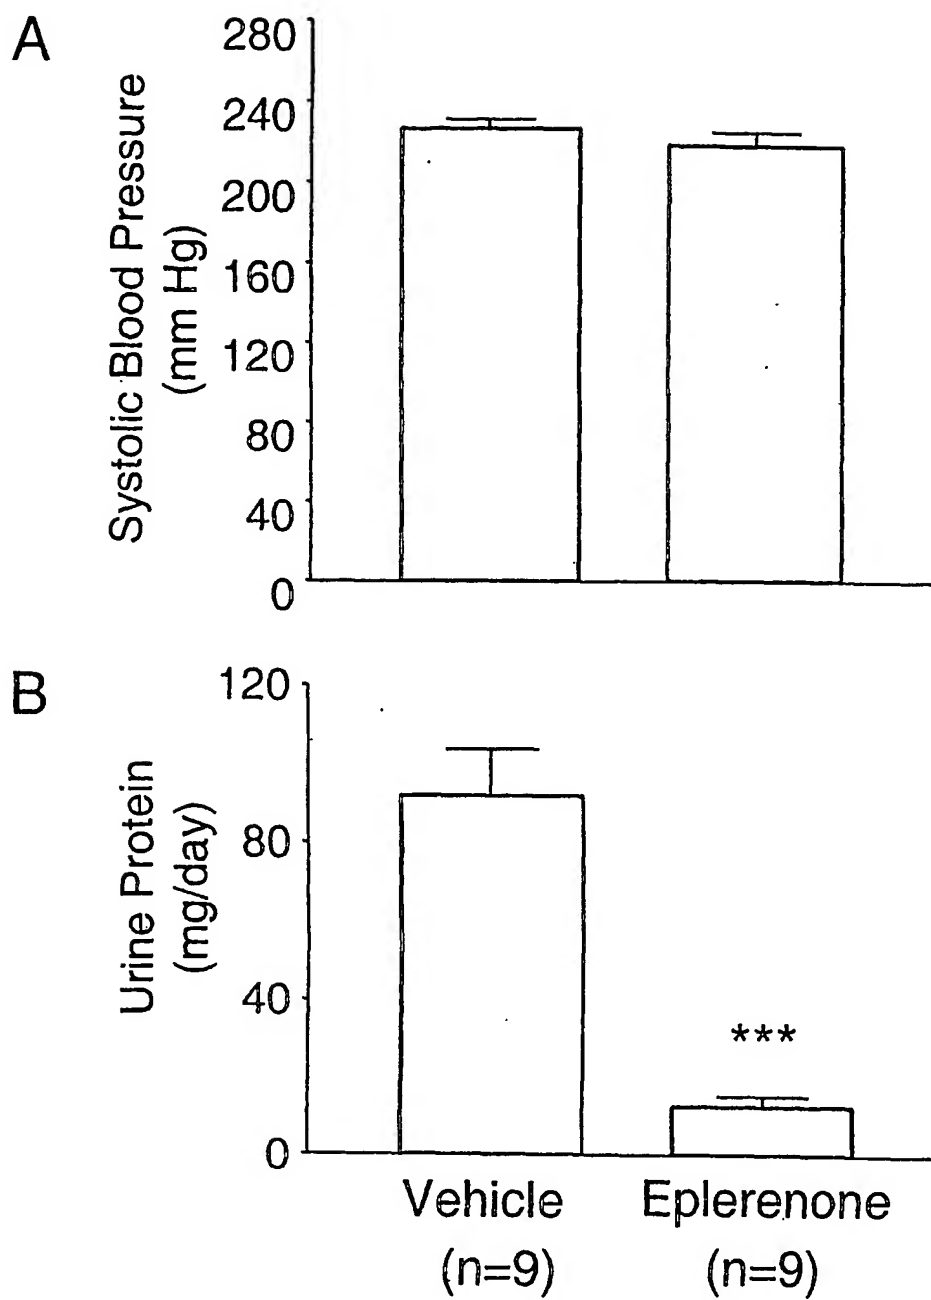 A
Systolic Blood Pressure
(mm Hg)
280
240
200
160
120
80
40
0
B
Urine Protein
(mg/day)
120
80
40
0
***
Vehicle
Eplerenone
(n=9)
(n=9)